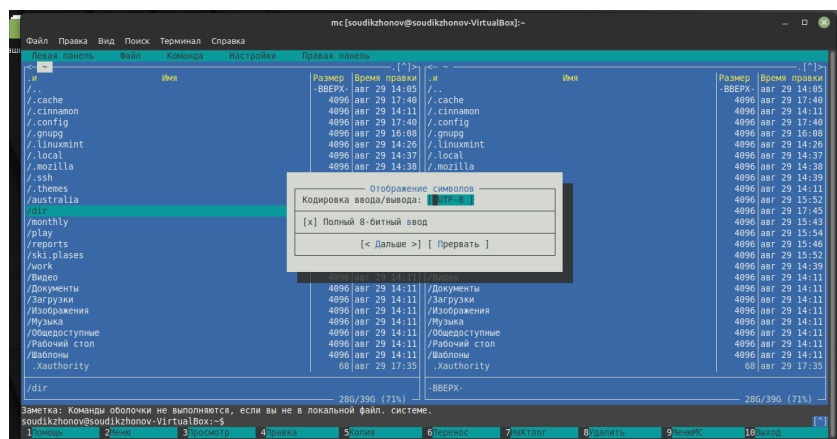 mc [soudikzhonov@soudikzhonov-VirtualBox]:~
Файл Правка Вид Поиск Терминал Справка
Левая панель Файл Команда Настройки Правая панель
<- ~ .[^]> <- ~ .[^]>
.и Имя Размер Время правки .и Имя Размер Время правки
/.. -ВВЕРХ- авг 29 14:05 /.. -ВВЕРХ- авг 29 14:05
/.cache 4096 авг 29 17:40 /.cache 4096 авг 29 17:40
/.cinnamon 4096 авг 29 14:11 /.cinnamon 4096 авг 29 14:11
/.config 4096 авг 29 17:40 /.config 4096 авг 29 17:40
/.gnupg 4096 авг 29 16:08 /.gnupg 4096 авг 29 16:08
/.linuxmint 4096 авг 29 14:26 /.linuxmint 4096 авг 29 14:26
/.local 4096 авг 29 14:37 /.local 4096 авг 29 14:37
/.mozilla 4096 авг 29 14:38 /.mozilla 4096 авг 29 14:38
/.ssh 4096 авг 29 14:39
/.themes 4096 авг 29 14:11
/australia 4096 авг 29 15:52
/dir 4096 авг 29 17:45
/monthly 4096 авг 29 15:43
/play 4096 авг 29 15:54
/reports 4096 авг 29 15:46
/ski.plases 4096 авг 29 15:52
/work 4096 авг 29 14:39
Отображение символов
Кодировка ввода/вывода: [ UTF-8 ]
[x] Полный 8-битный ввод
[< Дальше >] [ Прервать ]
/Видео 4096 авг 29 14:11 /Видео 4096 авг 29 14:11
/Документы 4096 авг 29 14:11 /Документы 4096 авг 29 14:11
/Загрузки 4096 авг 29 14:11 /Загрузки 4096 авг 29 14:11
/Изображения 4096 авг 29 14:11 /Изображения 4096 авг 29 14:11
/Музыка 4096 авг 29 14:11 /Музыка 4096 авг 29 14:11
/Общедоступные 4096 авг 29 14:11 /Общедоступные 4096 авг 29 14:11
/Рабочий стол 4096 авг 29 14:11 /Рабочий стол 4096 авг 29 14:11
/Шаблоны 4096 авг 29 14:11 /Шаблоны 4096 авг 29 14:11
.Xauthority 68 авг 29 17:35 .Xauthority 68 авг 29 17:35
/dir -ВВЕРХ-
28G/39G (71%) 28G/39G (71%)
Заметка: Команды оболочки не выполняются, если вы не в локальной файл. системе.
soudikzhonov@soudikzhonov-VirtualBox:~$ [^]
1Помощь 2Меню 3Просмотр 4Правка 5Копия 6Перенос 7НвКтлог 8Удалить 9МенюMC 10Выход